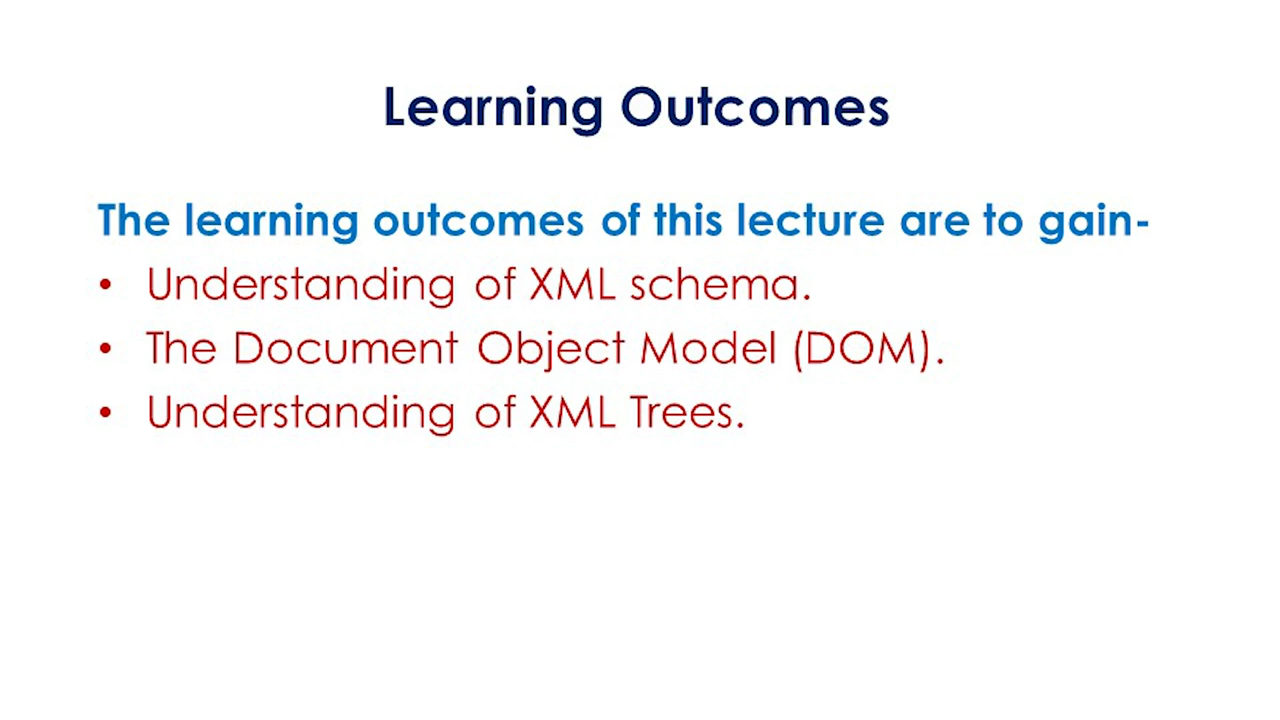 Learning Outcomes
The learning outcomes of this lecture are to gain-
• Understanding of XML schema.
• The Document Object Model (DOM).
• Understanding of XML Trees.